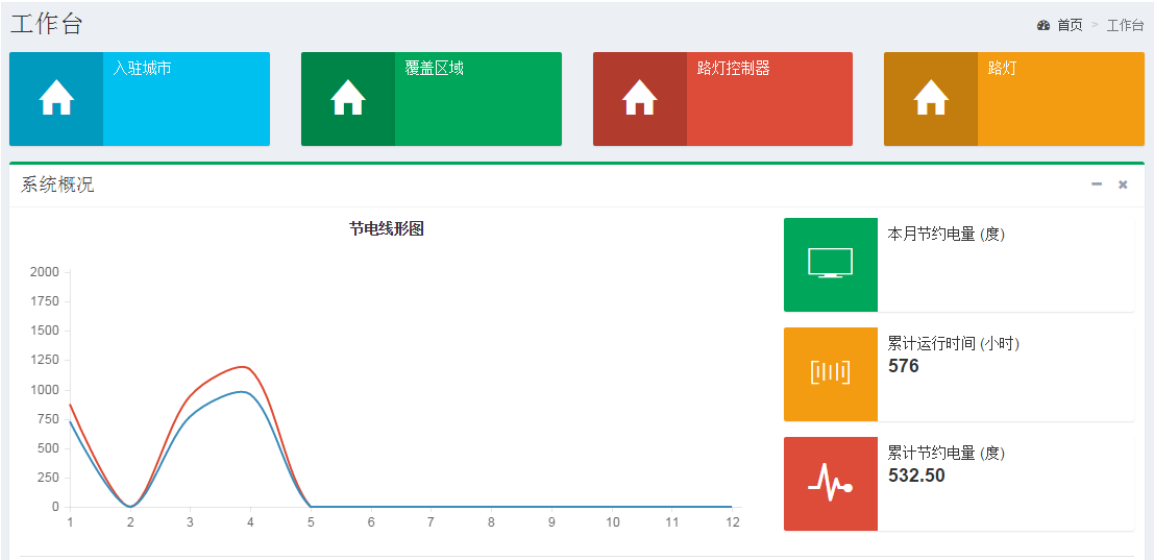 工作台
首页 > 工作台
入驻城市
覆盖区域
路灯控制器
路灯
系统概况
节电线形图
2000
1750
1500
1250
1000
750
500
250
0
1 2 3 4 5 6 7 8 9 10 11 12
本月节约电量 (度)
累计运行时间 (小时)
576
累计节约电量 (度)
532.50